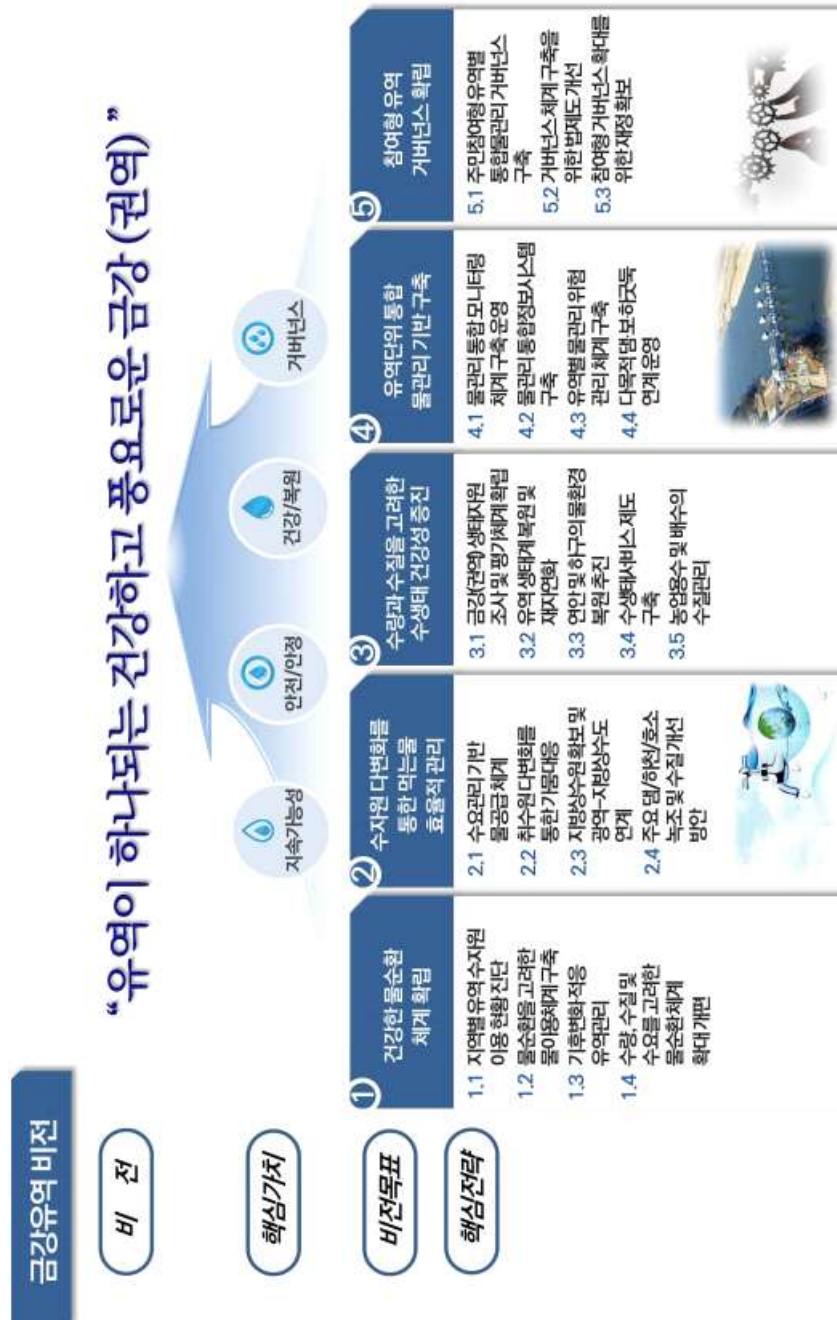 금강유역 비전
비 전
“유역이 하나되는 건강하고 풍요로운 금강 (권역) ”
핵심가치
지속가능성
안전/안정
건강/복원
거버넌스
비전목표
핵심전략
①
건강한 물순환
체계 확립
1.1 지역별 유역 수자원
이용 현황 진단
1.2 물순환을 고려한
물이용체계 구축
1.3 기후변화 적응
유역관리
1.4 수량, 수질 및
수요를 고려한
물순환 체계
확대 개편
②
수자원 다변화를
통한 먹는물
효율적 관리
2.1 수요관리 기반
물공급 체계
2.2 취수원 다변화를
통한 가뭄대응
2.3 지방상수원 확보 및
광역-지방상수도
연계
2.4 주요 댐/하천/호소
녹조 및 수질 개선
방안
③
수량과 수질을 고려한
수생태 건강성 증진
3.1 금강(권역) 생태자원
조사 및 평가체계 확립
3.2 유역 생태계 복원 및
재자연화
3.3 연안 및 하구의 물환경
복원 추진
3.4 수생태서비스 제도
구축
3.5 농업용수 및 배수의
수질관리
④
유역단위 통합
물관리 기반 구축
4.1 물관리 통합 모니터링
체계 구축 운영
4.2 물관리 통합정보시스템
구축
4.3 유역별 물관리 위험
관리 체계 구축
4.4 다목적댐·보·하굿둑
연계 운영
⑤
참여형 유역
거버넌스 확립
5.1 주민참여형 유역별
통합물관리 거버넌스
구축
5.2 거버넌스 체계 구축을
위한 법제도 개선
5.3 참여형 거버넌스 확대를
위한 재정 확보